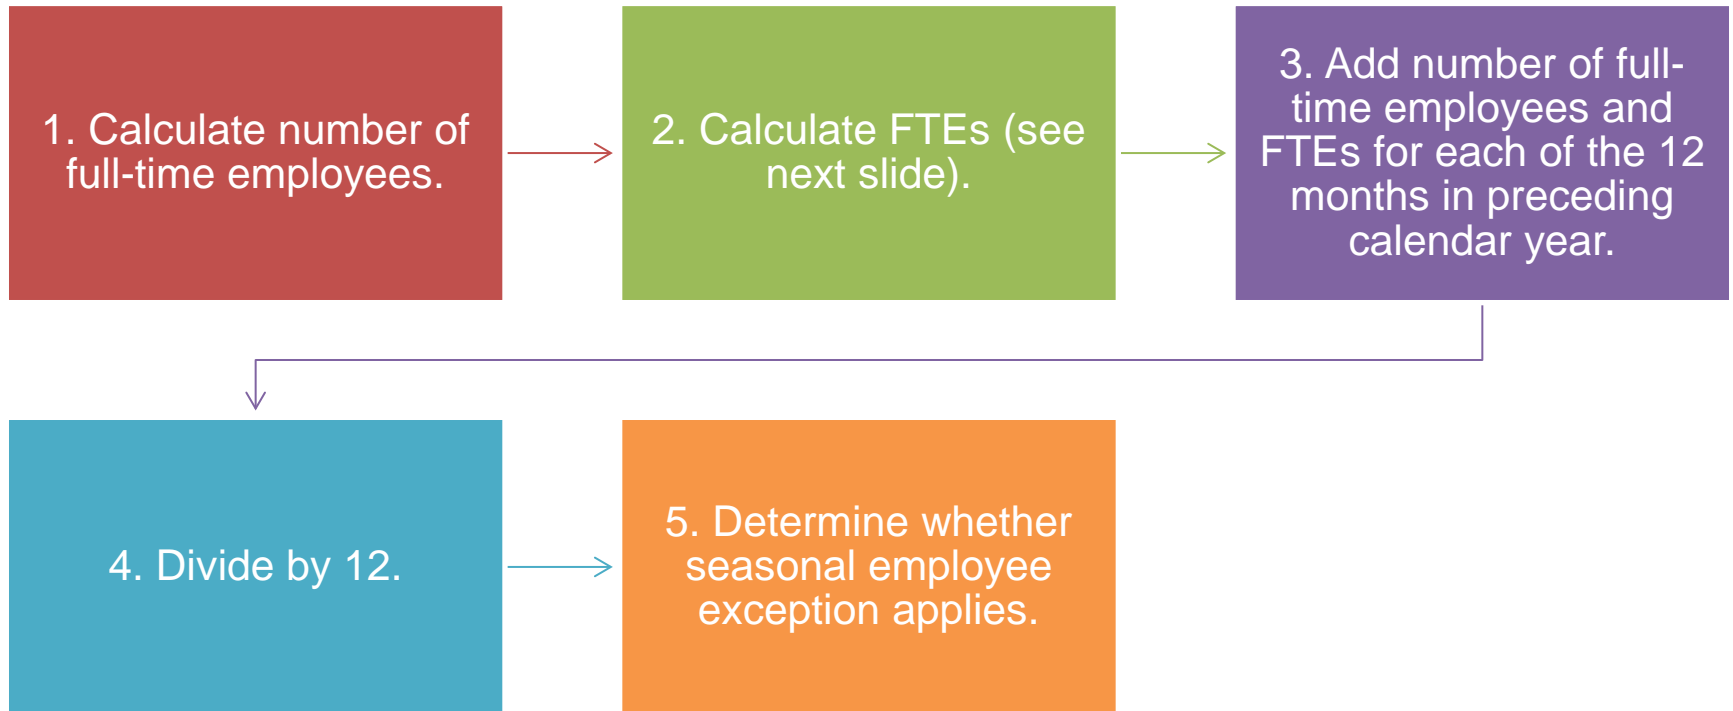 1. Calculate number of
full-time employees.
2. Calculate FTEs (see
next slide).
3. Add number of full-
time employees and
FTEs for each of the 12
months in preceding
calendar year.
4. Divide by 12.
5. Determine whether
seasonal employee
exception applies.